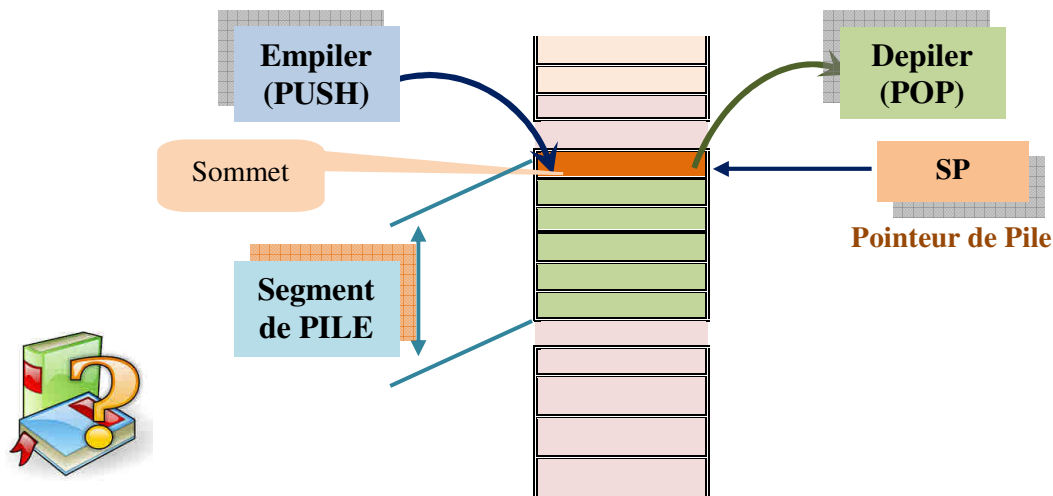 Empiler
(PUSH)
Depiler
(POP)
Sommet
SP
Pointeur de Pile
Segment
de PILE
?